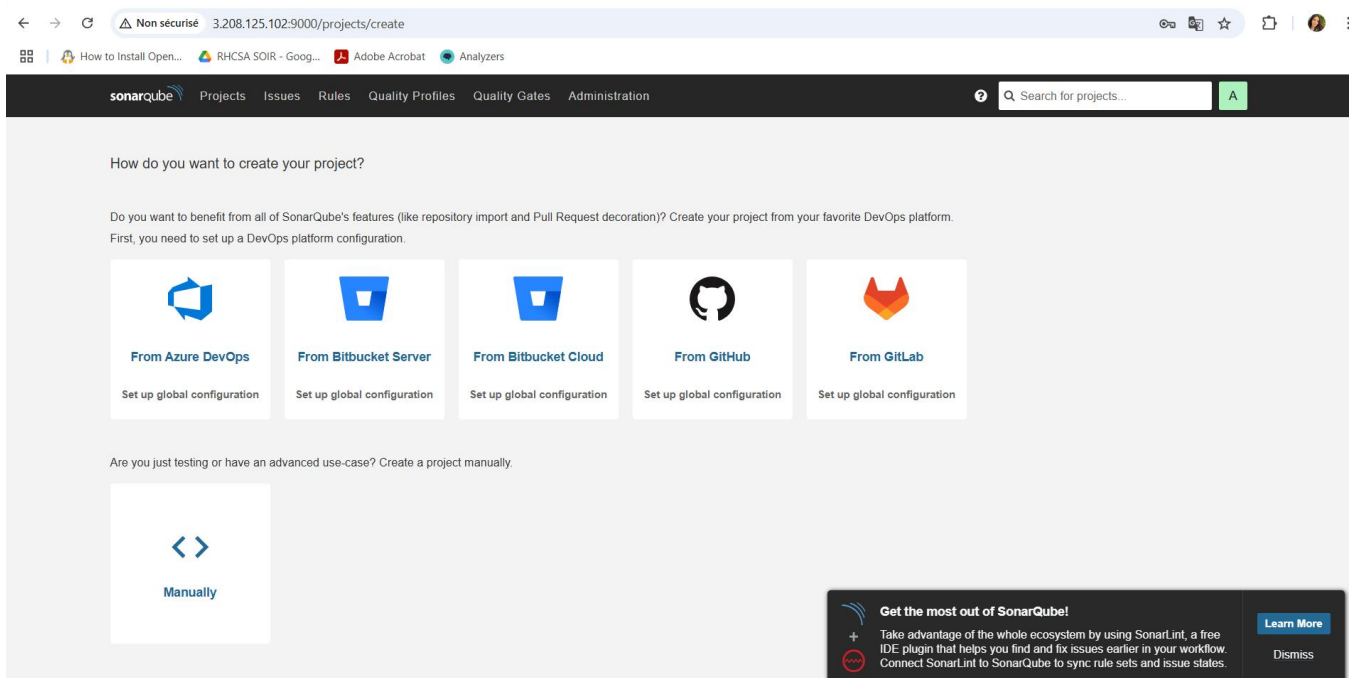 Non sécurisé 3.208.125.102:9000/projects/create
How to Install Open... RHCSA SOIR - Goog... Adobe Acrobat Analyzers
sonarqube Projects Issues Rules Quality Profiles Quality Gates Administration ? Search for projects... A
How do you want to create your project?
Do you want to benefit from all of SonarQube's features (like repository import and Pull Request decoration)? Create your project from your favorite DevOps platform.
First, you need to set up a DevOps platform configuration.
From Azure DevOps From Bitbucket Server From Bitbucket Cloud From GitHub From GitLab
Set up global configuration Set up global configuration Set up global configuration Set up global configuration Set up global configuration
Are you just testing or have an advanced use-case? Create a project manually.
Manually
Get the most out of SonarQube!
Take advantage of the whole ecosystem by using SonarLint, a free
IDE plugin that helps you find and fix issues earlier in your workflow.
Connect SonarLint to SonarQube to sync rule sets and issue states.
Learn More
Dismiss